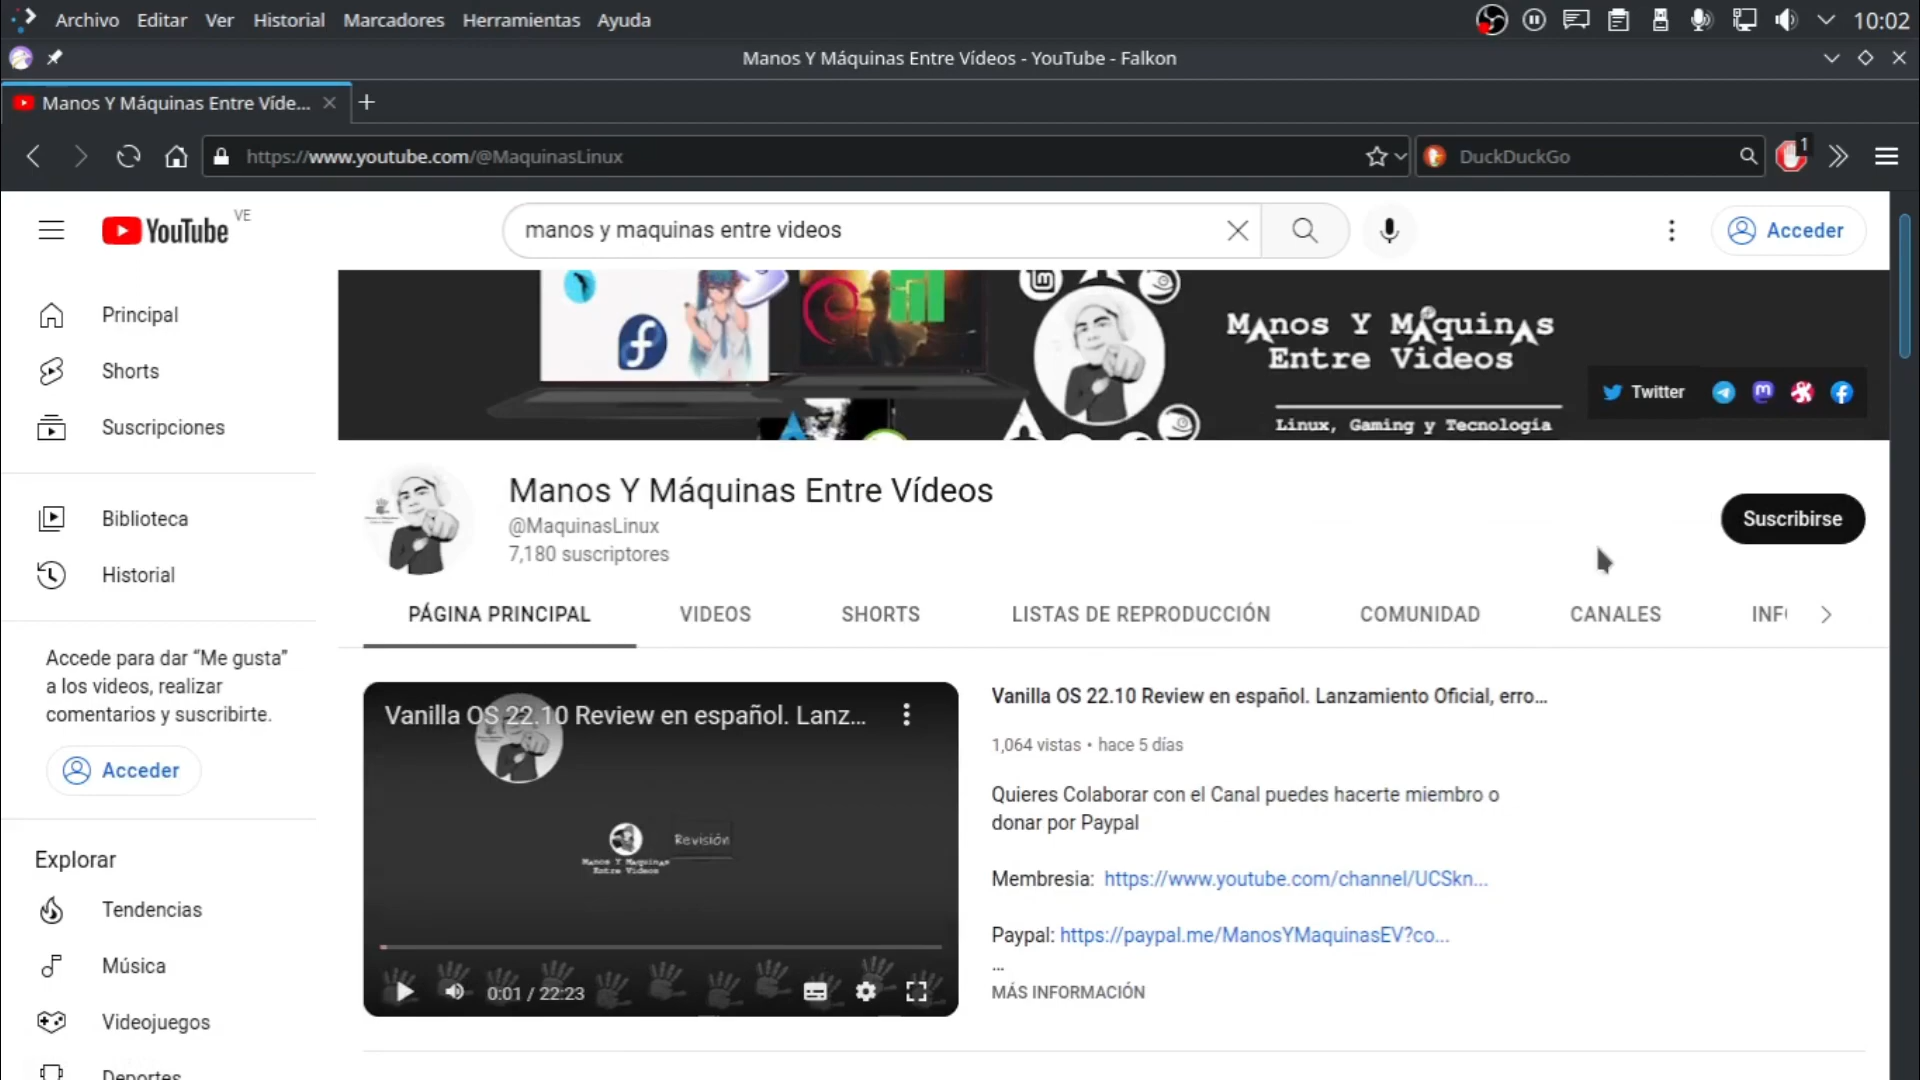 Archivo Editar Ver Historial Marcadores Herramientas Ayuda
10:02
Manos Y Máquinas Entre Vídeos - YouTube - Falkon
Manos Y Máquinas Entre Víde...
https://www.youtube.com/@MaquinasLinux
DuckDuckGo
1
YouTube VE
manos y maquinas entre videos
Acceder
Principal
Shorts
Suscripciones
Biblioteca
Historial
Accede para dar “Me gusta”
a los videos, realizar
comentarios y suscribirte.
Acceder
Explorar
Tendencias
Música
Videojuegos
Deportes
Manos Y Máquinas
Entre Videos
Linux, Gaming y Tecnología
Twitter
Manos Y Máquinas Entre Vídeos
@MaquinasLinux
7,180 suscriptores
Suscribirse
PÁGINA PRINCIPAL VIDEOS SHORTS LISTAS DE REPRODUCCIÓN COMUNIDAD CANALES INF
Vanilla OS 22.10 Review en español. Lanz...
Revisión
Manos Y Maquinas
Entre Videos
0:01 / 22:23
Vanilla OS 22.10 Review en español. Lanzamiento Oficial, erro...
1,064 vistas • hace 5 días
Quieres Colaborar con el Canal puedes hacerte miembro o
donar por Paypal
Membresia: https://www.youtube.com/channel/UCSkn...
Paypal: https://paypal.me/ManosYMaquinasEV?co...
...
MÁS INFORMACIÓN